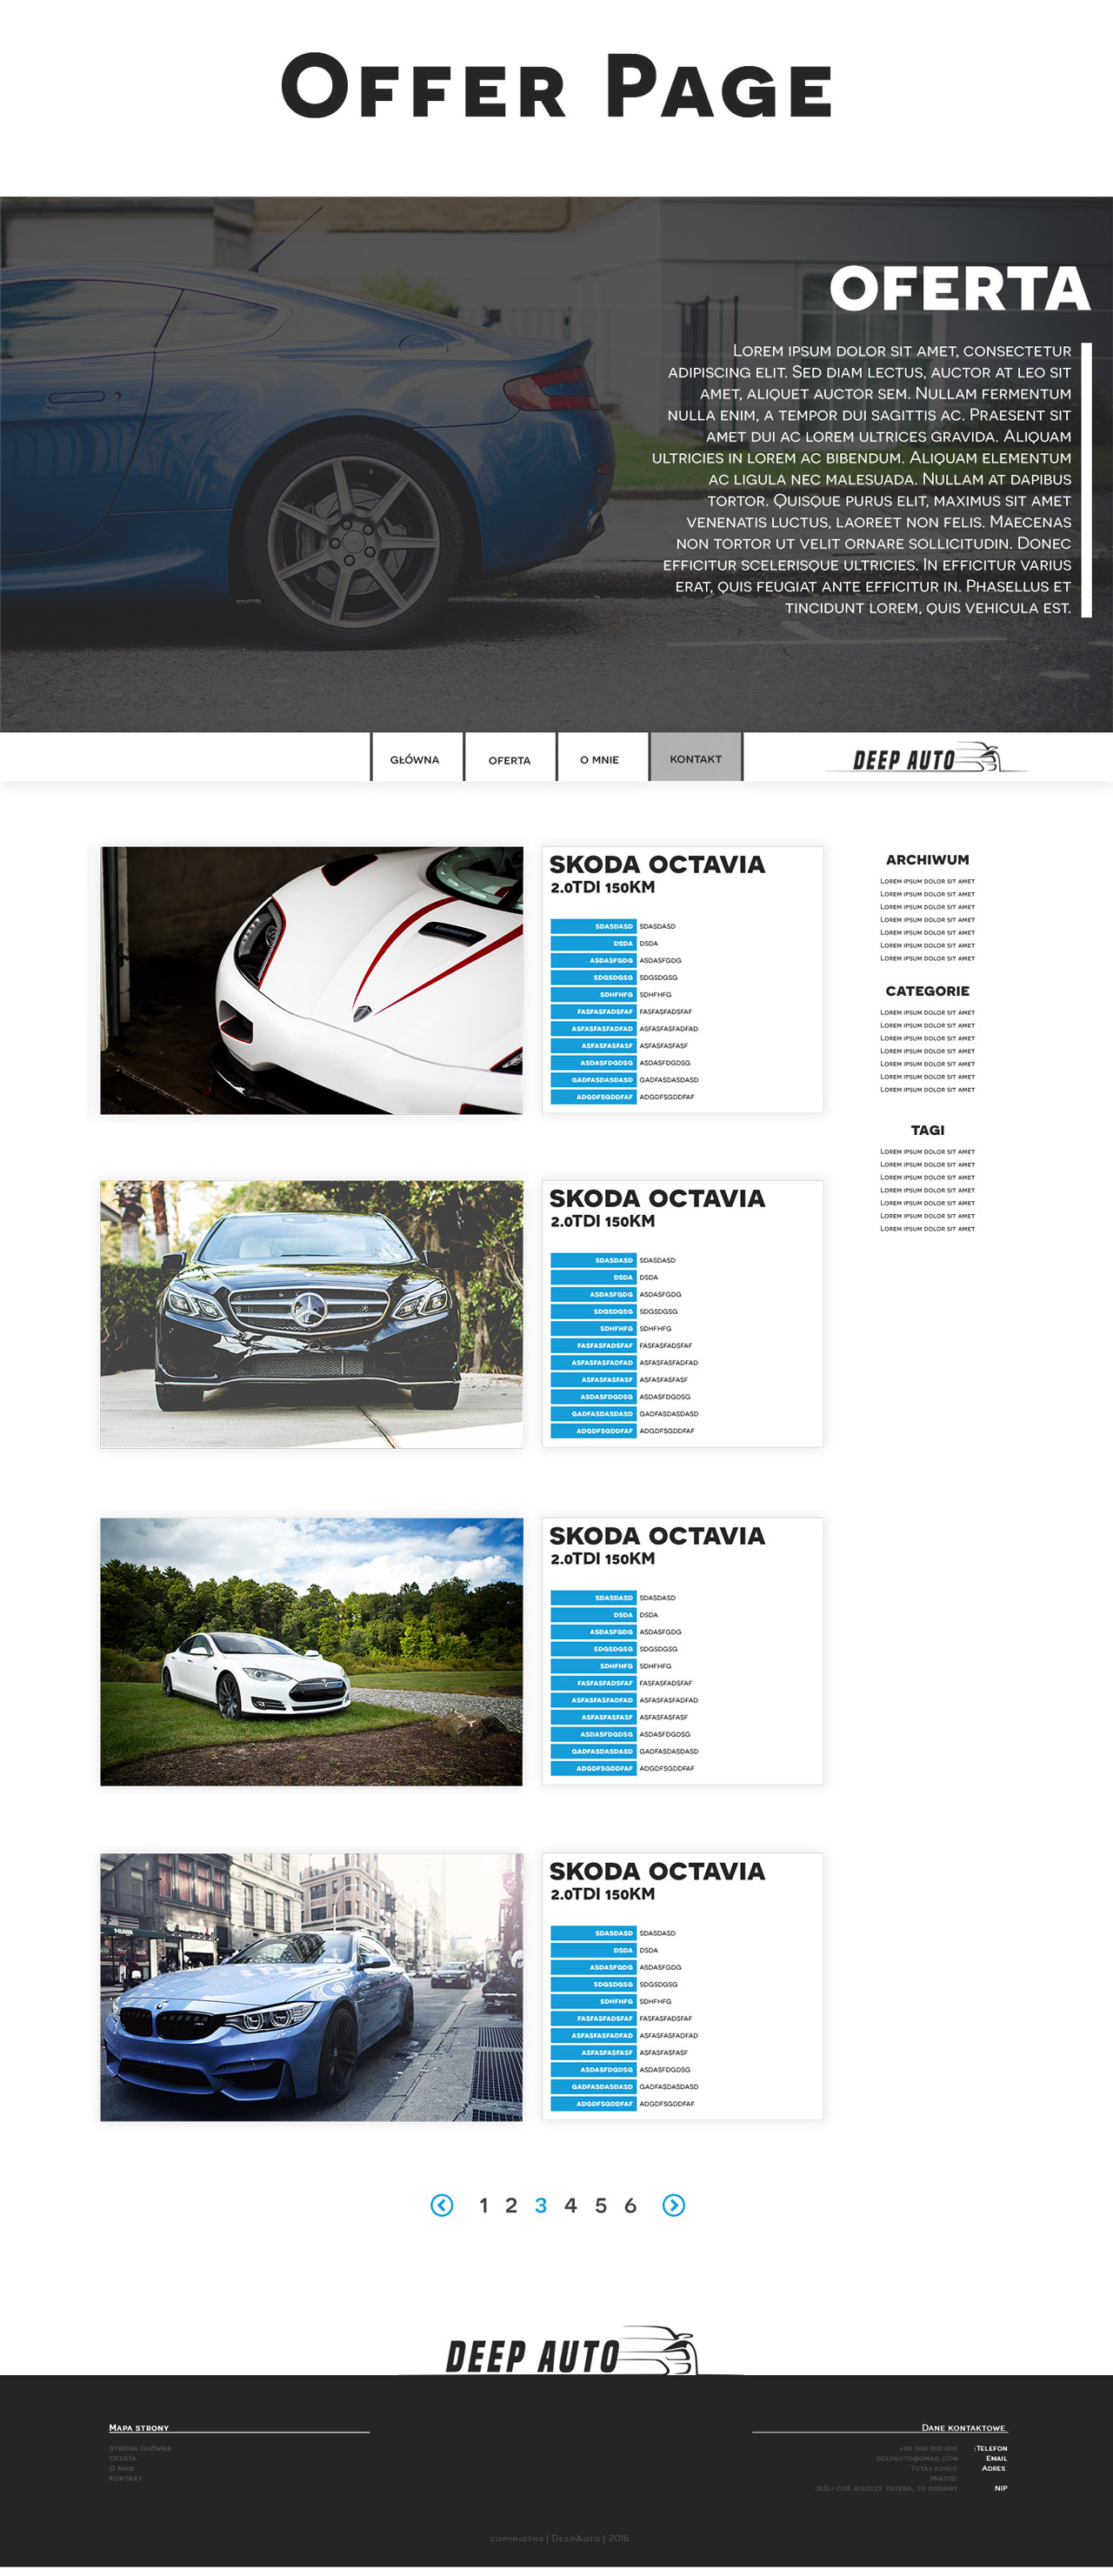 Offer Page
OFERTA
Lorem ipsum dolor sit amet, consectetur
adipiscing elit. Sed diam lectus, auctor at leo sit
amet, aliquet auctor sem. Nullam fermentum
nulla enim, a tempor dui sagittis ac. Praesent sit
amet dui ac lorem ultrices gravida. Aliquam
ultricies in lorem ac bibendum. Aliquam elementum
ac ligula nec malesuada. Nullam at dapibus
tortor. Quisque purus elit, maximus sit amet
venenatis luctus, laoreet non felis. Maecenas
non tortor ut velit ornare sollicitudin. Donec
efficitur scelerisque ultricies. In efficitur varius
erat, quis feugiat ante efficitur in. Phasellus et
tincidunt lorem, quis vehicula est.
GŁÓWNA OFERTA O MNIE KONTAKT DEEP AUTO
SKODA OCTAVIA
2.0TDI 150KM
SDASDASD SDASDASD
DSDA DSDA
ASDASFGDG ASDASFGDG
SDGSDGSG SDGSDGSG
SDHFHFG SDHFHFG
FASFASFADSFAF FASFASFADSFAF
ASFASFASFADFAD ASFASFASFADFAD
ASFASFASFASF ASFASFASFASF
ASDASFDGDSG ASDASFDGDSG
GADFASDASDASD GADFASDASDASD
ADGDFSGDDFAF ADGDFSGDDFAF
ARCHIWUM
Lorem ipsum dolor sit amet
Lorem ipsum dolor sit amet
Lorem ipsum dolor sit amet
Lorem ipsum dolor sit amet
Lorem ipsum dolor sit amet
Lorem ipsum dolor sit amet
Lorem ipsum dolor sit amet
CATEGORIE
Lorem ipsum dolor sit amet
Lorem ipsum dolor sit amet
Lorem ipsum dolor sit amet
Lorem ipsum dolor sit amet
Lorem ipsum dolor sit amet
Lorem ipsum dolor sit amet
Lorem ipsum dolor sit amet
TAGI
Lorem ipsum dolor sit amet
Lorem ipsum dolor sit amet
Lorem ipsum dolor sit amet
Lorem ipsum dolor sit amet
Lorem ipsum dolor sit amet
Lorem ipsum dolor sit amet
Lorem ipsum dolor sit amet
SKODA OCTAVIA
2.0TDI 150KM
SDASDASD SDASDASD
DSDA DSDA
ASDASFGDG ASDASFGDG
SDGSDGSG SDGSDGSG
SDHFHFG SDHFHFG
FASFASFADSFAF FASFASFADSFAF
ASFASFASFADFAD ASFASFASFADFAD
ASFASFASFASF ASFASFASFASF
ASDASFDGDSG ASDASFDGDSG
GADFASDASDASD GADFASDASDASD
ADGDFSGDDFAF ADGDFSGDDFAF
SKODA OCTAVIA
2.0TDI 150KM
SDASDASD SDASDASD
DSDA DSDA
ASDASFGDG ASDASFGDG
SDGSDGSG SDGSDGSG
SDHFHFG SDHFHFG
FASFASFADSFAF FASFASFADSFAF
ASFASFASFADFAD ASFASFASFADFAD
ASFASFASFASF ASFASFASFASF
ASDASFDGDSG ASDASFDGDSG
GADFASDASDASD GADFASDASDASD
ADGDFSGDDFAF ADGDFSGDDFAF
SKODA OCTAVIA
2.0TDI 150KM
SDASDASD SDASDASD
DSDA DSDA
ASDASFGDG ASDASFGDG
SDGSDGSG SDGSDGSG
SDHFHFG SDHFHFG
FASFASFADSFAF FASFASFADSFAF
ASFASFASFADFAD ASFASFASFADFAD
ASFASFASFASF ASFASFASFASF
ASDASFDGDSG ASDASFDGDSG
GADFASDASDASD GADFASDASDASD
ADGDFSGDDFAF ADGDFSGDDFAF
1 2 3 4 5 6
DEEP AUTO
Mapa strony
Strona Główna
Oferta
O mnie
Kontakt
Dane kontaktowe
+00 000 000 000 :Telefon
deepauto@gmail.com Email
Tutaj adres Adres
Miasto
Jeśli coś jeszcze trzeba, to dodamy NIP
copyrigths | DeepAuto | 2016